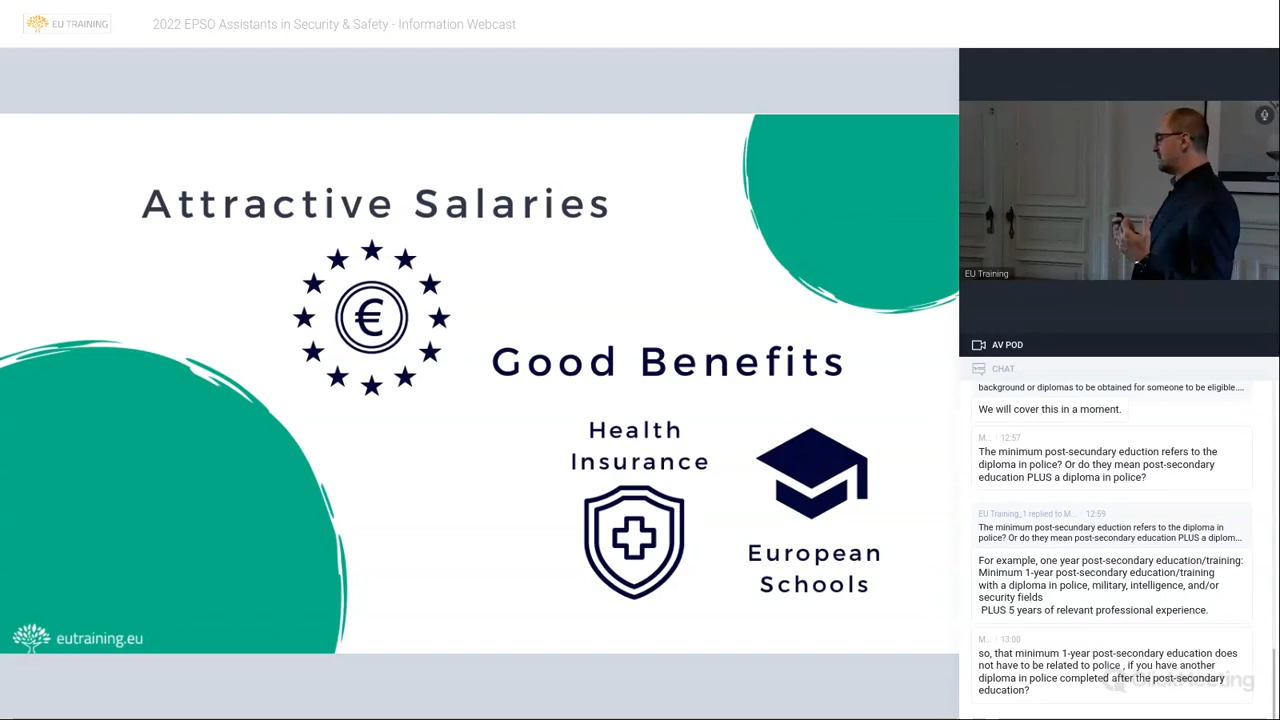 EU TRAINING
2022 EPSO Assistants in Security & Safety - Information Webcast
Attractive Salaries
€
Good Benefits
Health
Insurance
European
Schools
eutraining.eu
EU Training
AV POD
CHAT
background or diplomas to be obtained for someone to be eligible....
We will cover this in a moment.
M... · 12:57
The minimum post-secundary eduction refers to the
diploma in police? Or do they mean post-secondary
education PLUS a diploma in police?
EU Training_1 replied to M... · 12:59
The minimum post-secundary eduction refers to the diploma in
police? Or do they mean post-secondary education PLUS a diplom...
For example, one year post-secondary education/training:
Minimum 1-year post-secondary education/training
with a diploma in police, military, intelligence, and/or
security fields
PLUS 5 years of relevant professional experience.
M... · 13:00
so, that minimum 1-year post-secondary education does
not have to be related to police , if you have another
diploma in police completed after the post-secondary
education?
ClickMeeting